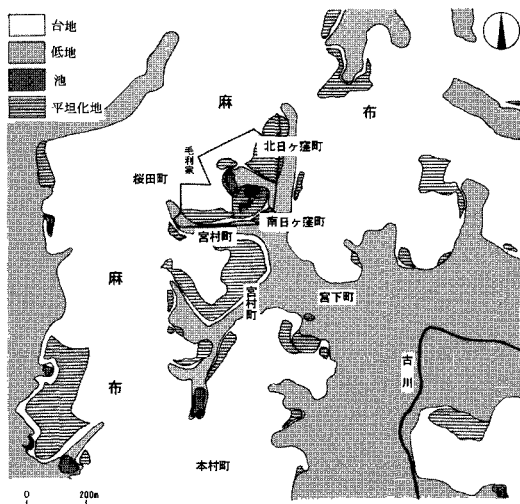 台地
低地
池
平坦化地
麻
布
毛利家
北日ヶ窪町
桜田町
南日ヶ窪町
宮村町
麻
宮村町
宮下町
古川
布
本村町
0 200m